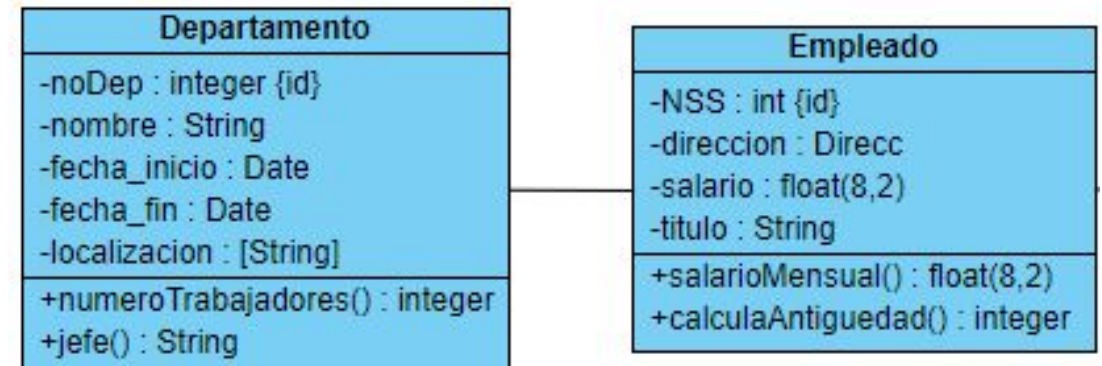 Departamento
-noDep : integer {id}
-nombre : String
-fecha_inicio : Date
-fecha_fin : Date
-localizacion : [String]
+numeroTrabajadores() : integer
+jefe() : String
Empleado
-NSS : int {id}
-direccion : Direcc
-salario : float(8,2)
-titulo : String
+salarioMensual() : float(8,2)
+calculaAntiguedad() : integer